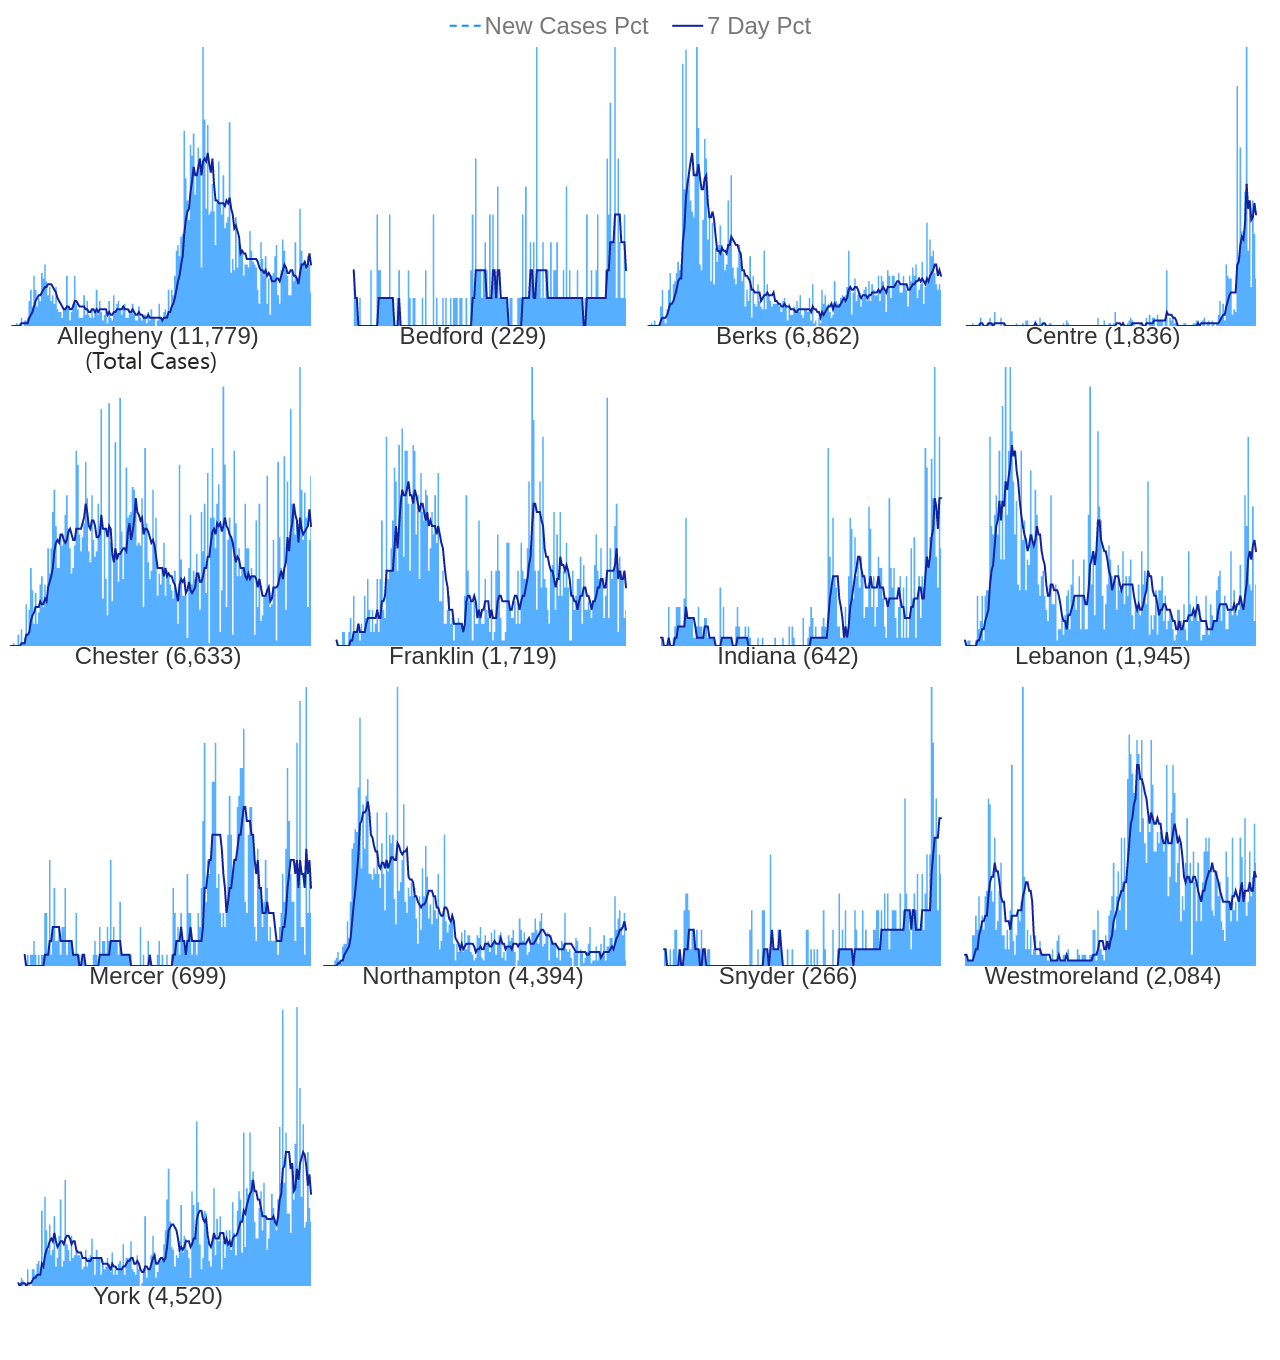 New Cases Pct 7 Day Pct
Allegheny (11,779) Bedford (229) Berks (6,862) Centre (1,836)
(Total Cases)
Chester (6,633) Franklin (1,719) Indiana (642) Lebanon (1,945)
Mercer (699) Northampton (4,394) Snyder (266) Westmoreland (2,084)
York (4,520)